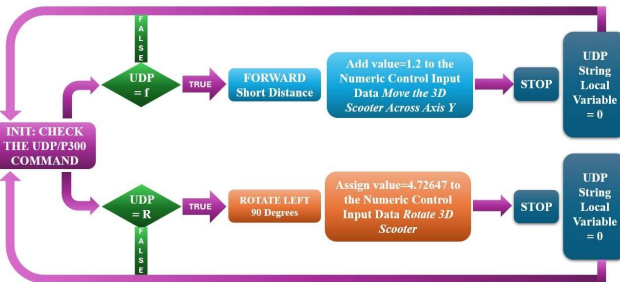 FALSE
UDP
= f
TRUE
FORWARD
Short Distance
Add value=1.2 to the
Numeric Control Input
Data Move the 3D
Scooter Across Axis Y
STOP
UDP
String
Local
Variable
= 0
INIT: CHECK
THE UDP/P300
COMMAND
UDP
= R
TRUE
ROTATE LEFT
90 Degrees
Assign value=4.72647 to
the Numeric Control
Input Data Rotate 3D
Scooter
STOP
UDP
String
Local
Variable
= 0
FALSE